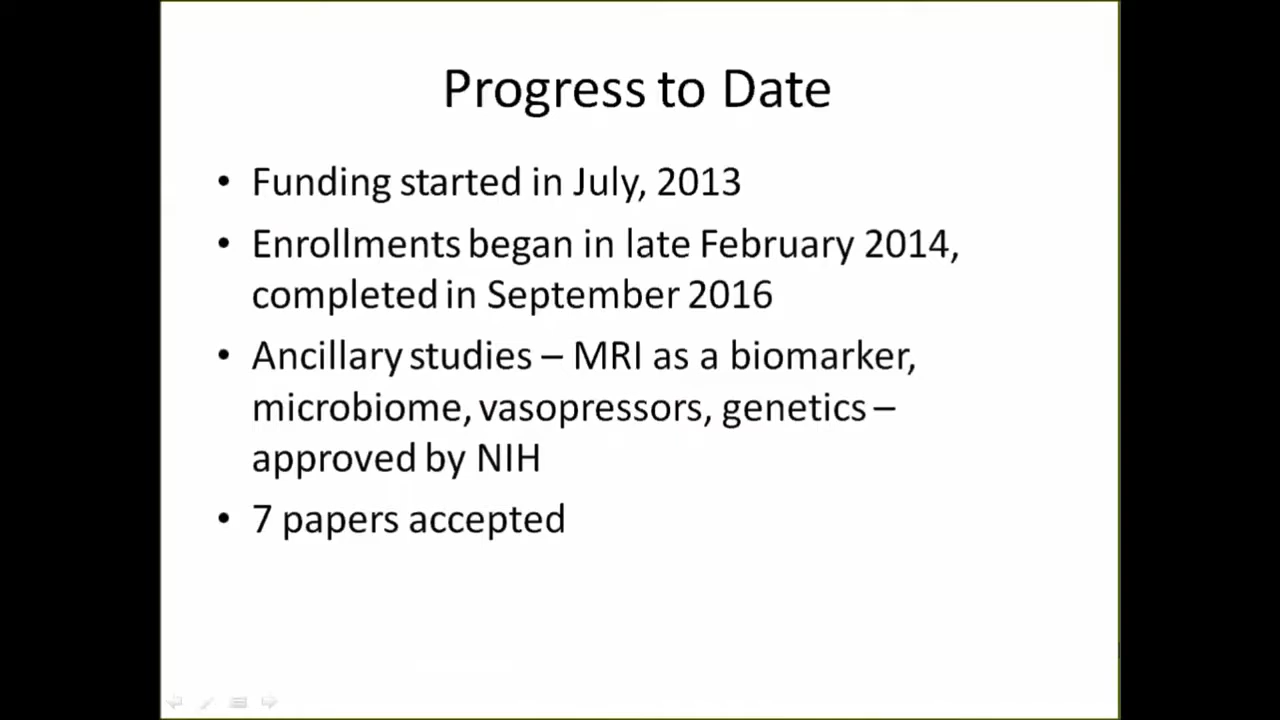 Progress to Date
• Funding started in July, 2013
• Enrollments began in late February 2014,
completed in September 2016
• Ancillary studies – MRI as a biomarker,
microbiome, vasopressors, genetics –
approved by NIH
• 7 papers accepted